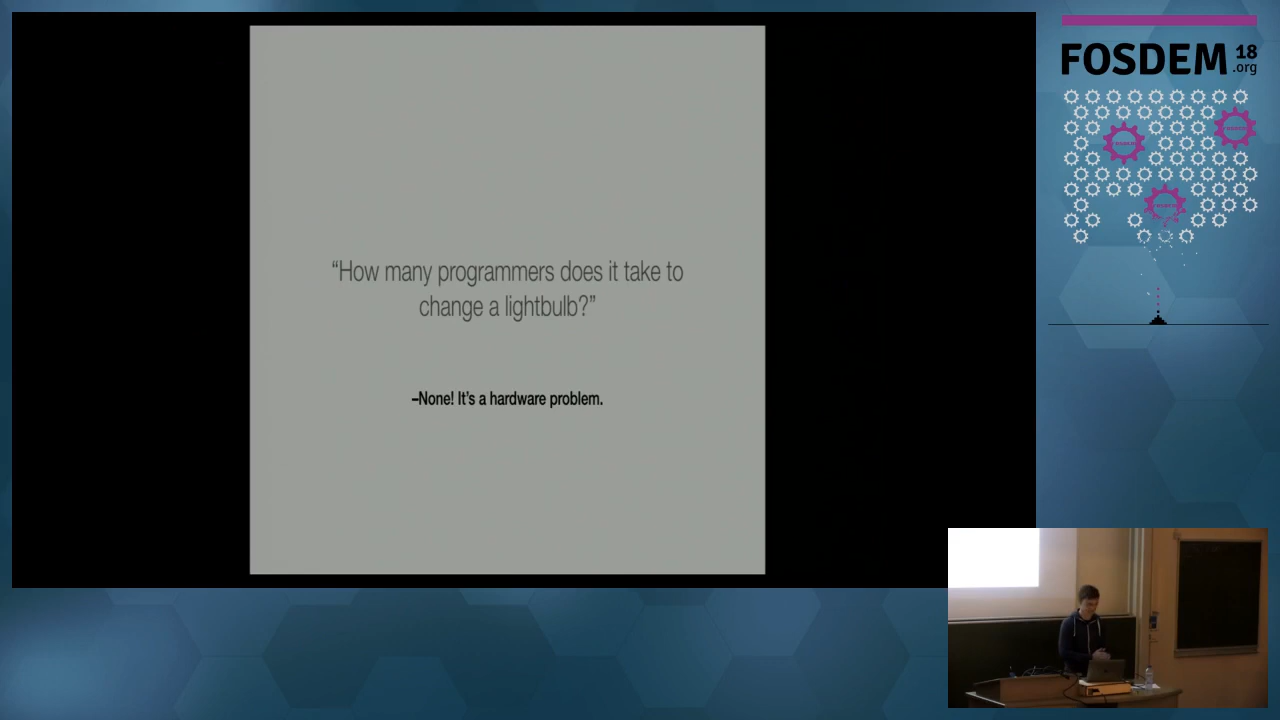 “How many programmers does it take to
change a lightbulb?”
–None! It’s a hardware problem.
FOSDEM 18
.org